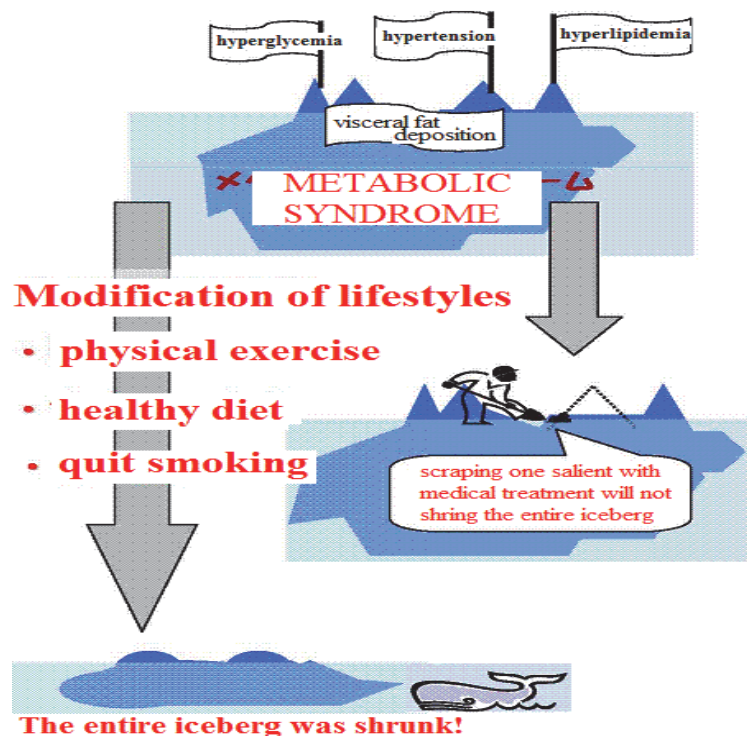 hyperglycemia
hypertension
hyperlipidemia
visceral fat
deposition
METABOLIC
SYNDROME
Modification of lifestyles
• physical exercise
• healthy diet
• quit smoking
scraping one salient with
medical treatment will not
shring the entire iceberg
The entire iceberg was shrunk!